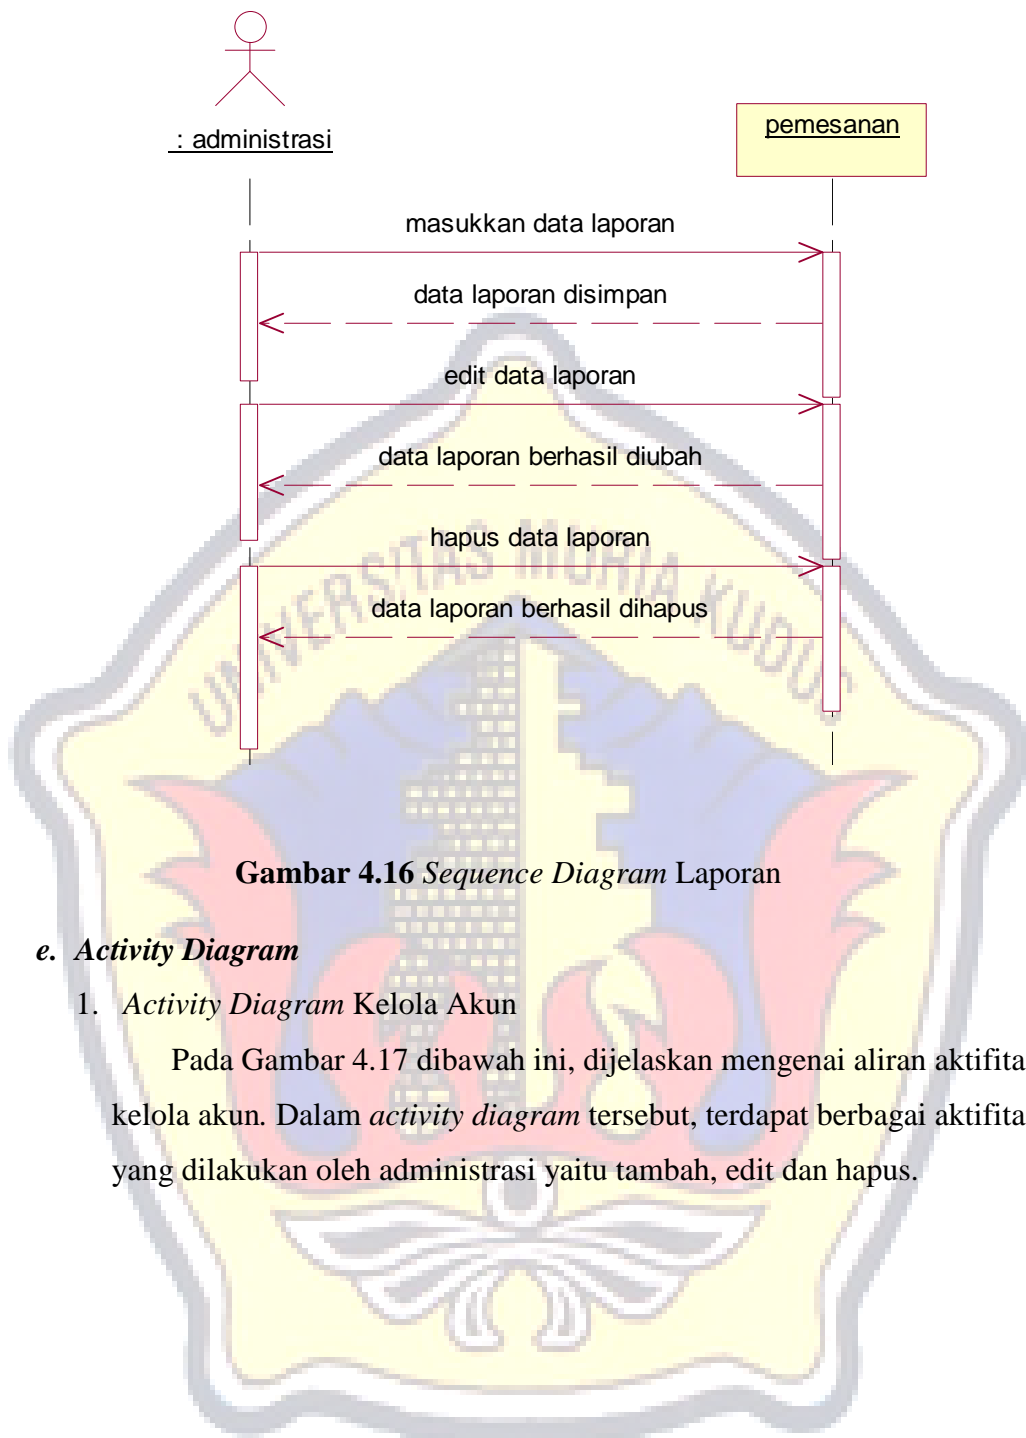 : administrasi
pemesanan
masukkan data laporan
data laporan disimpan
edit data laporan
data laporan berhasil diubah
hapus data laporan
data laporan berhasil dihapus
UNIVERSITAS MURIA KUDUS
Gambar 4.16 Sequence Diagram Laporan
e. Activity Diagram
1. Activity Diagram Kelola Akun
Pada Gambar 4.17 dibawah ini, dijelaskan mengenai aliran aktifita
kelola akun. Dalam activity diagram tersebut, terdapat berbagai aktifita
yang dilakukan oleh administrasi yaitu tambah, edit dan hapus.